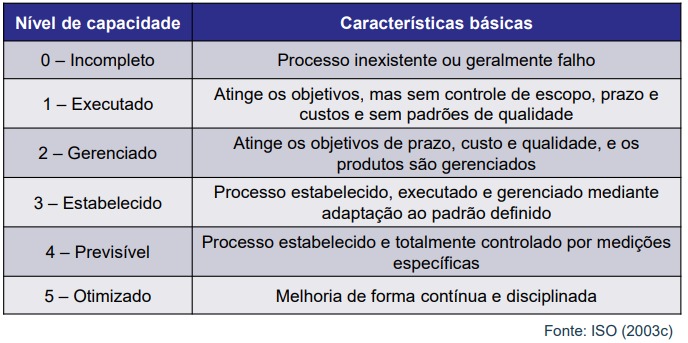 Nível de capacidade
Características básicas
0 – Incompleto
Processo inexistente ou geralmente falho
1 – Executado
Atinge os objetivos, mas sem controle de escopo, prazo e
custos e sem padrões de qualidade
2 – Gerenciado
Atinge os objetivos de prazo, custo e qualidade, e os
produtos são gerenciados
3 – Estabelecido
Processo estabelecido, executado e gerenciado mediante
adaptação ao padrão definido
4 – Previsível
Processo estabelecido e totalmente controlado por medições
específicas
5 – Otimizado
Melhoria de forma contínua e disciplinada
Fonte: ISO (2003c)